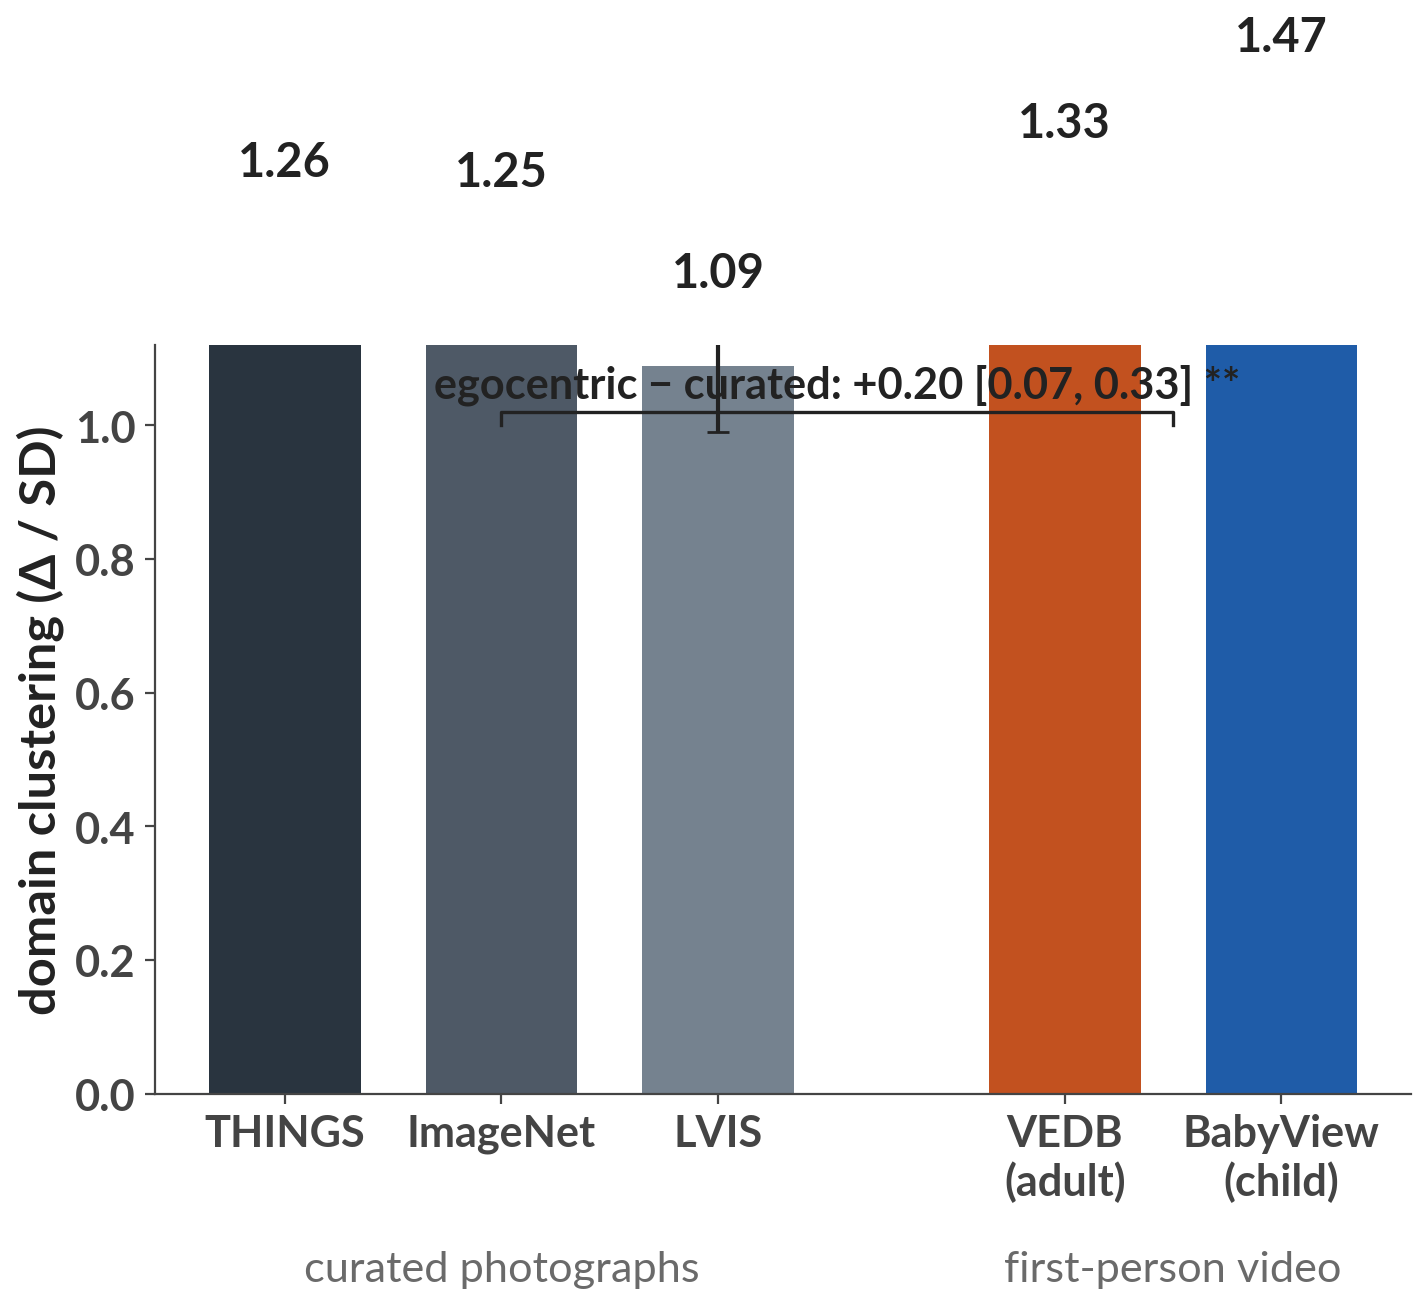 1.47
1.33
1.26
1.25
1.09
egocentric − curated: +0.20 [0.07, 0.33] **
domain clustering (Δ / SD)
1.0
0.8
0.6
0.4
0.2
0.0
THINGS
ImageNet
LVIS
VEDB
(adult)
BabyView
(child)
curated photographs
first-person video